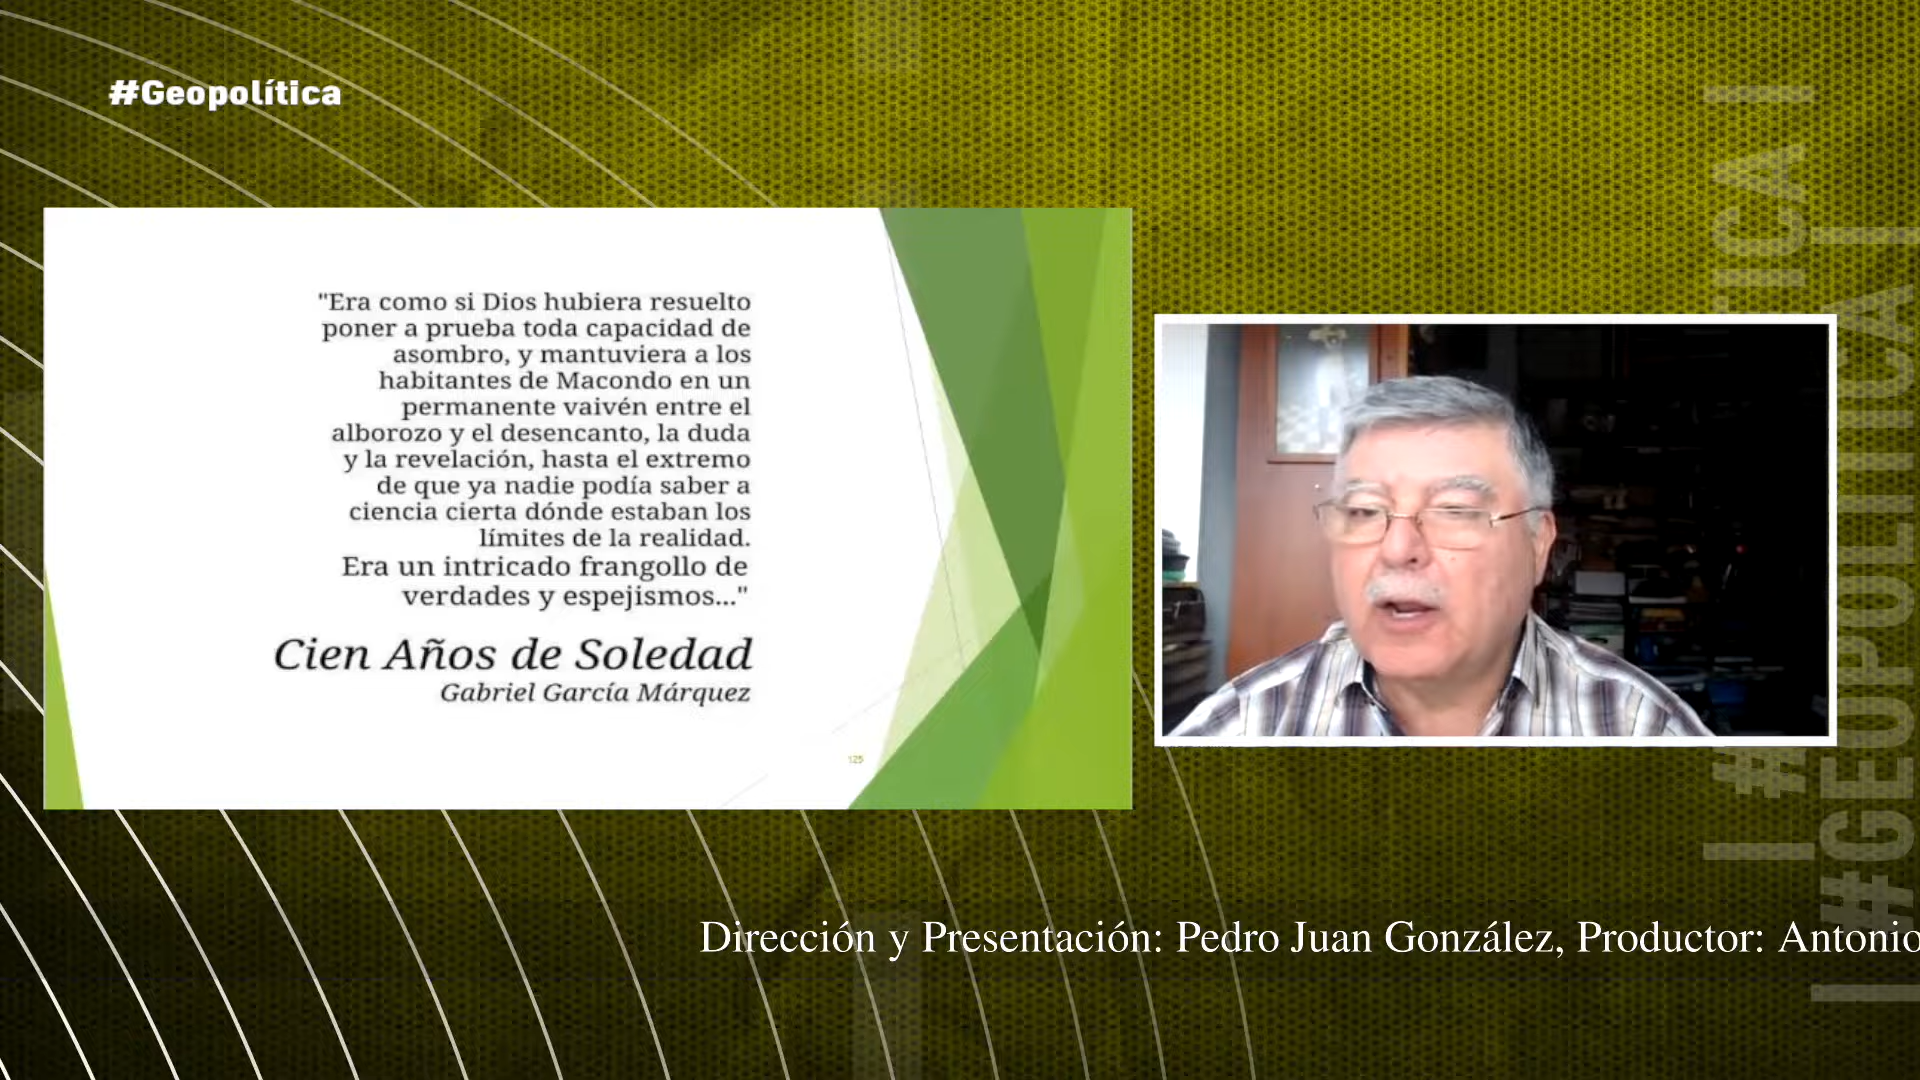 #Geopolítica
"Era como si Dios hubiera resuelto
poner a prueba toda capacidad de
asombro, y mantuviera a los
habitantes de Macondo en un
permanente vaivén entre el
alborozo y el desencanto, la duda
y la revelación, hasta el extremo
de que ya nadie podía saber a
ciencia cierta dónde estaban los
límites de la realidad.
Era un intricado frangollo de
verdades y espejismos..."
Cien Años de Soledad
Gabriel García Márquez
125
Dirección y Presentación: Pedro Juan González, Productor: Antonio
| #GEOPOLITICA |